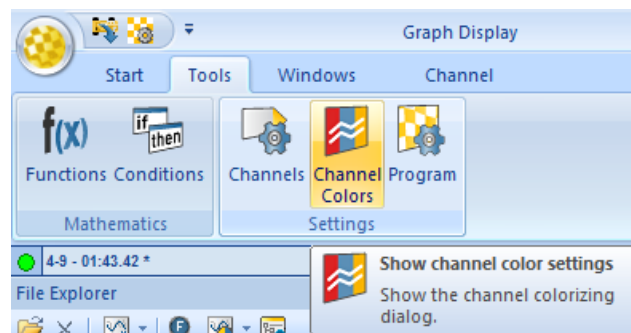 Graph Display
Start Tools Windows Channel
f(x) if then
Functions Conditions Channels Channel Colors Program
Mathematics Settings
4-9 - 01:43.42 *
Show channel color settings
File Explorer
Show the channel colorizing
dialog.
F